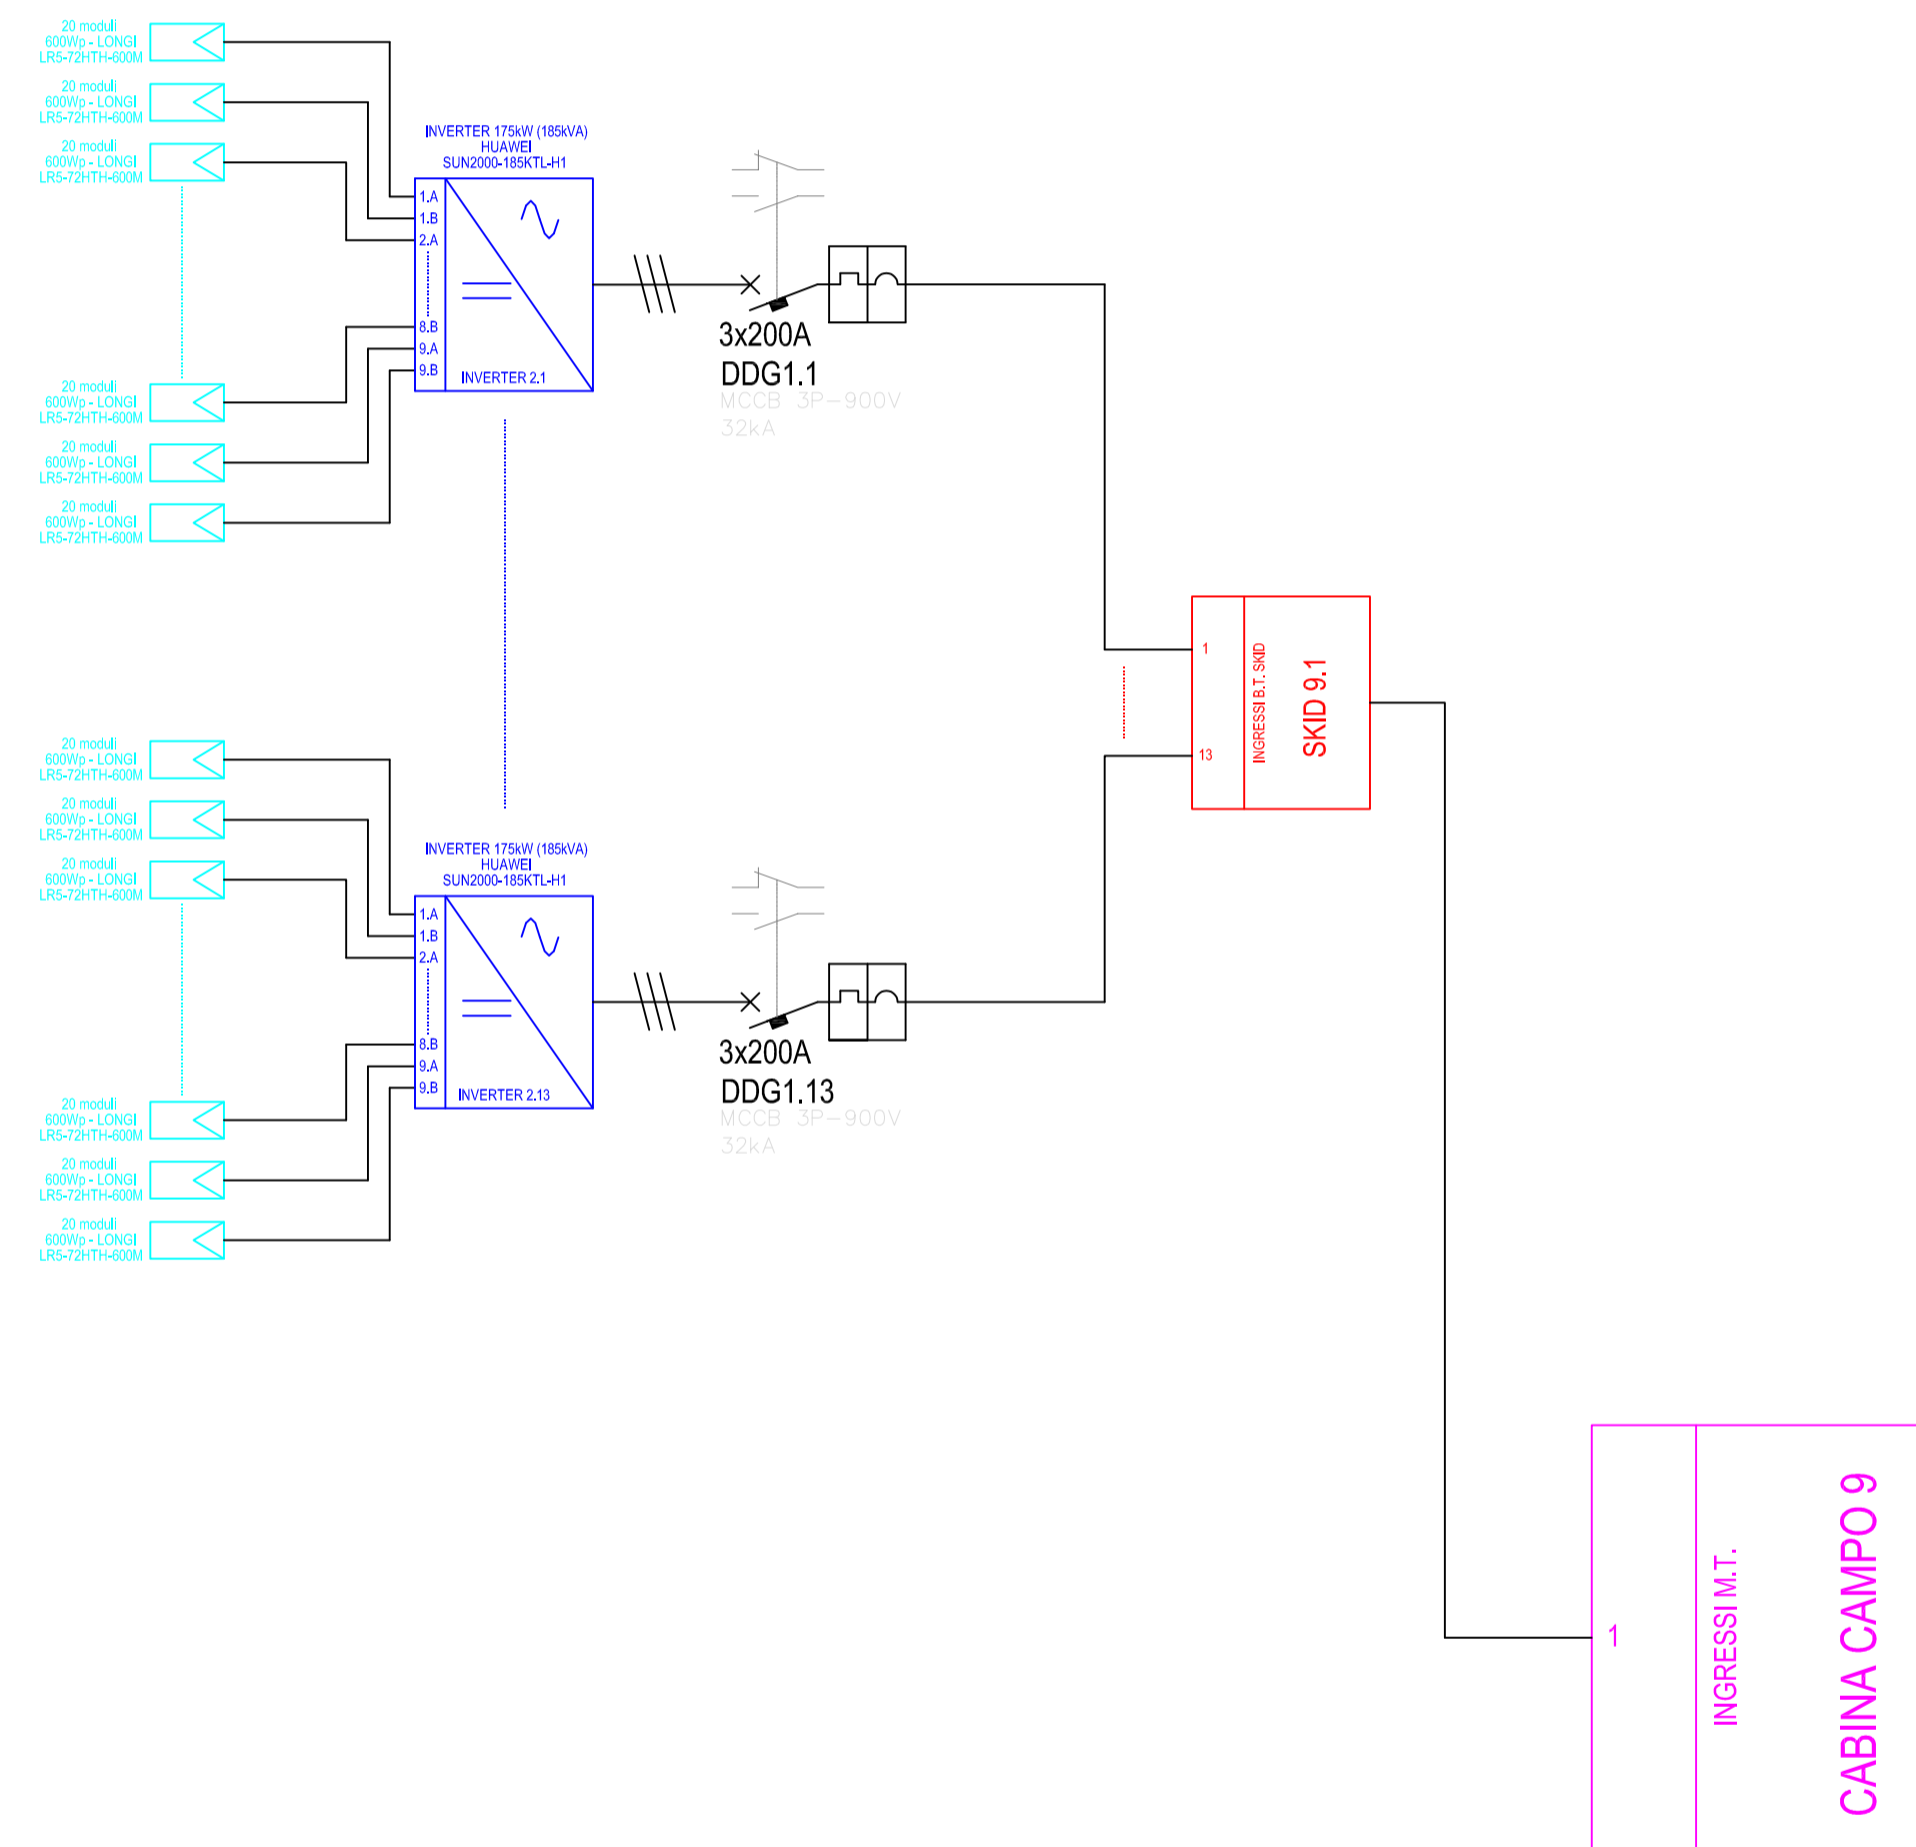 20 moduli
600Wp - LONGI
LR5-72HTH-600M
20 moduli
600Wp - LONGI
LR5-72HTH-600M
20 moduli
600Wp - LONGI
LR5-72HTH-600M
20 moduli
600Wp - LONGI
LR5-72HTH-600M
20 moduli
600Wp - LONGI
LR5-72HTH-600M
20 moduli
600Wp - LONGI
LR5-72HTH-600M
INVERTER 175kW (185kVA)
HUAWEI
SUN2000-185KTL-H1
1.A
1.B
2.A
8.B
9.A
9.B
INVERTER 2.1
3x200A
DDG1.1
MCCB 3P-900V
32kA
20 moduli
600Wp - LONGI
LR5-72HTH-600M
20 moduli
600Wp - LONGI
LR5-72HTH-600M
20 moduli
600Wp - LONGI
LR5-72HTH-600M
20 moduli
600Wp - LONGI
LR5-72HTH-600M
20 moduli
600Wp - LONGI
LR5-72HTH-600M
20 moduli
600Wp - LONGI
LR5-72HTH-600M
INVERTER 175kW (185kVA)
HUAWEI
SUN2000-185KTL-H1
1.A
1.B
2.A
8.B
9.A
9.B
INVERTER 2.13
3x200A
DDG1.13
MCCB 3P-900V
32kA
1
13
INGRESSI B.T. SKID
SKID 9.1
1
INGRESSI M.T.
CABINA CAMPO 9